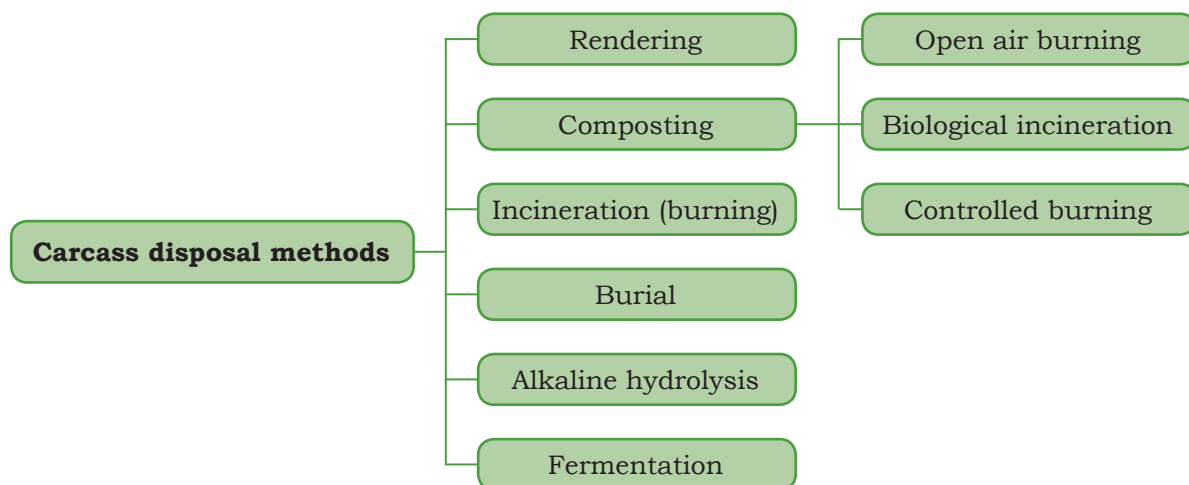 Carcass disposal methods
Rendering
Composting
Incineration (burning)
Burial
Alkaline hydrolysis
Fermentation
Open air burning
Biological incineration
Controlled burning